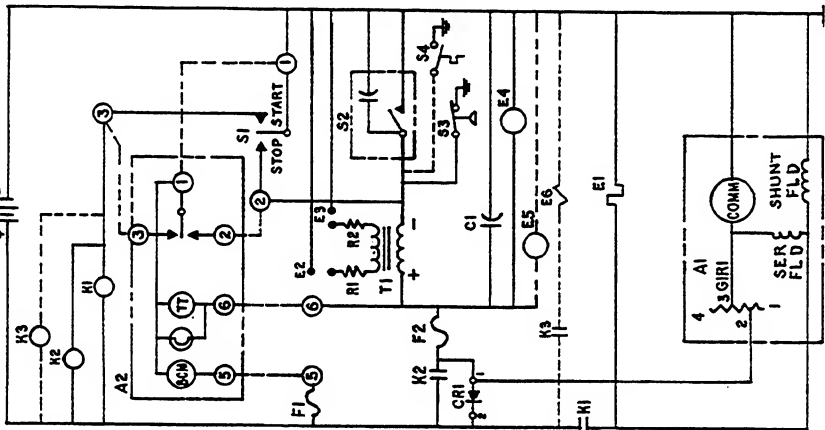 K3
K2
K1
3
A2
3
BCM
TT
1
5
6
2
F1
S1
STOP
START
1
2
5
6
E2
E3
R1
R2
T1
+
-
S2
S3
S4
C1
E4
E5
F2
K2
CR1
1
2
K3
E6
K1
E1
A1
4
3
GIR1
2
1
COMM
SER
FLD
SHUNT
FLD
+